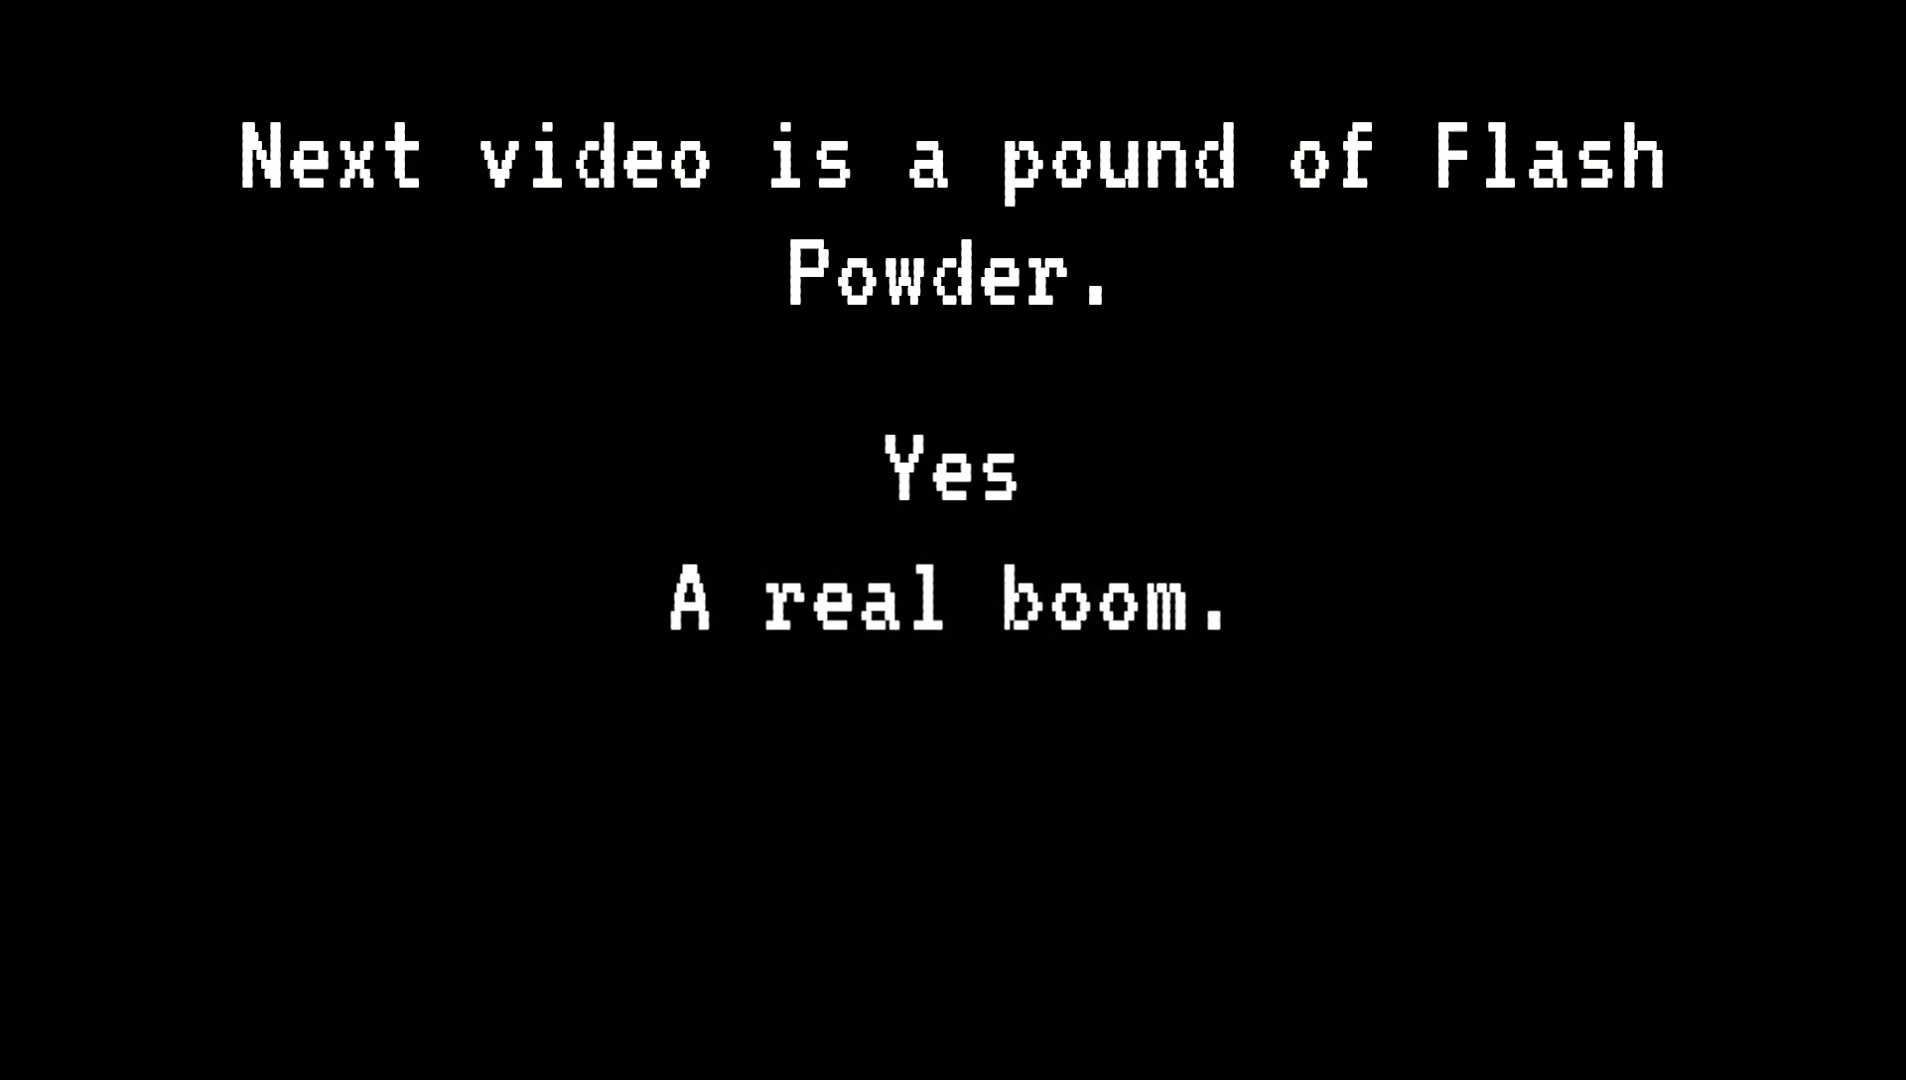 Next video is a pound of Flash
Powder.
Yes
A real boom.